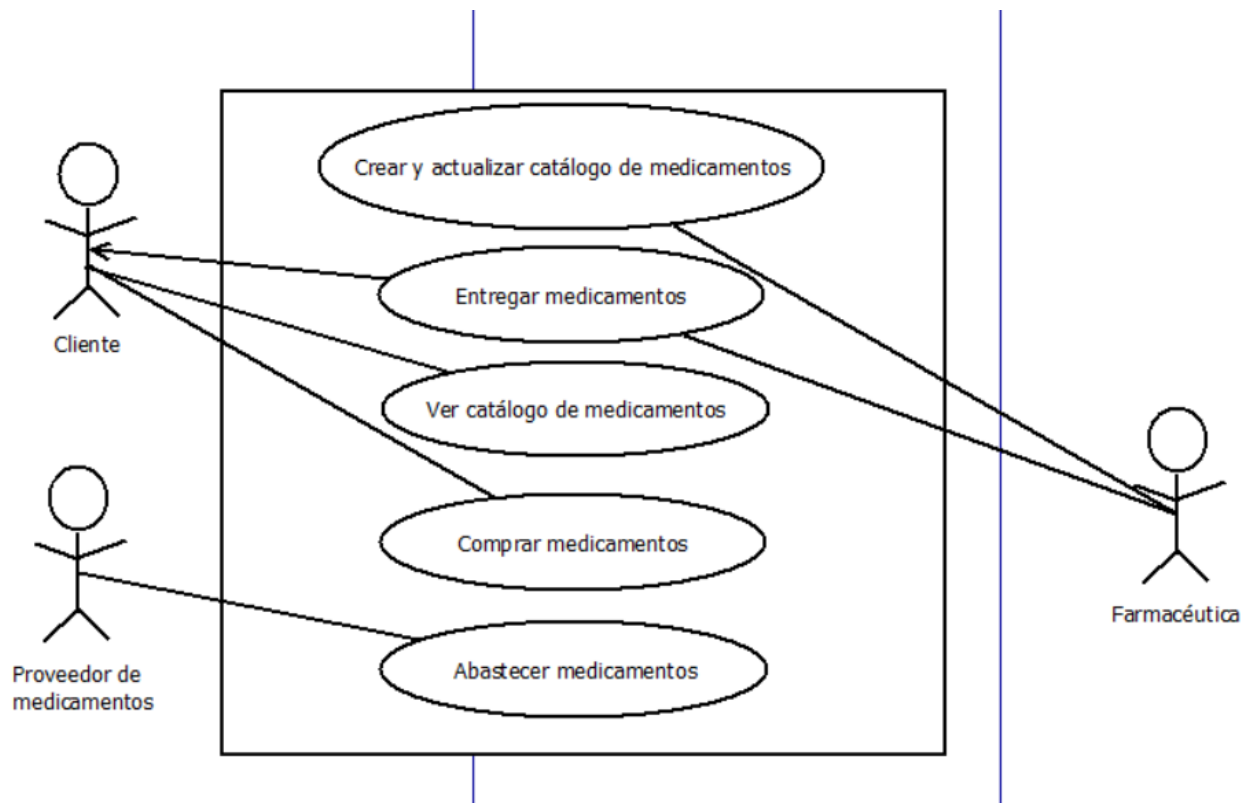 Crear y actualizar catálogo de medicamentos
Entregar medicamentos
Cliente
Ver catálogo de medicamentos
Comprar medicamentos
Farmacéutica
Abastecer medicamentos
Proveedor de
medicamentos